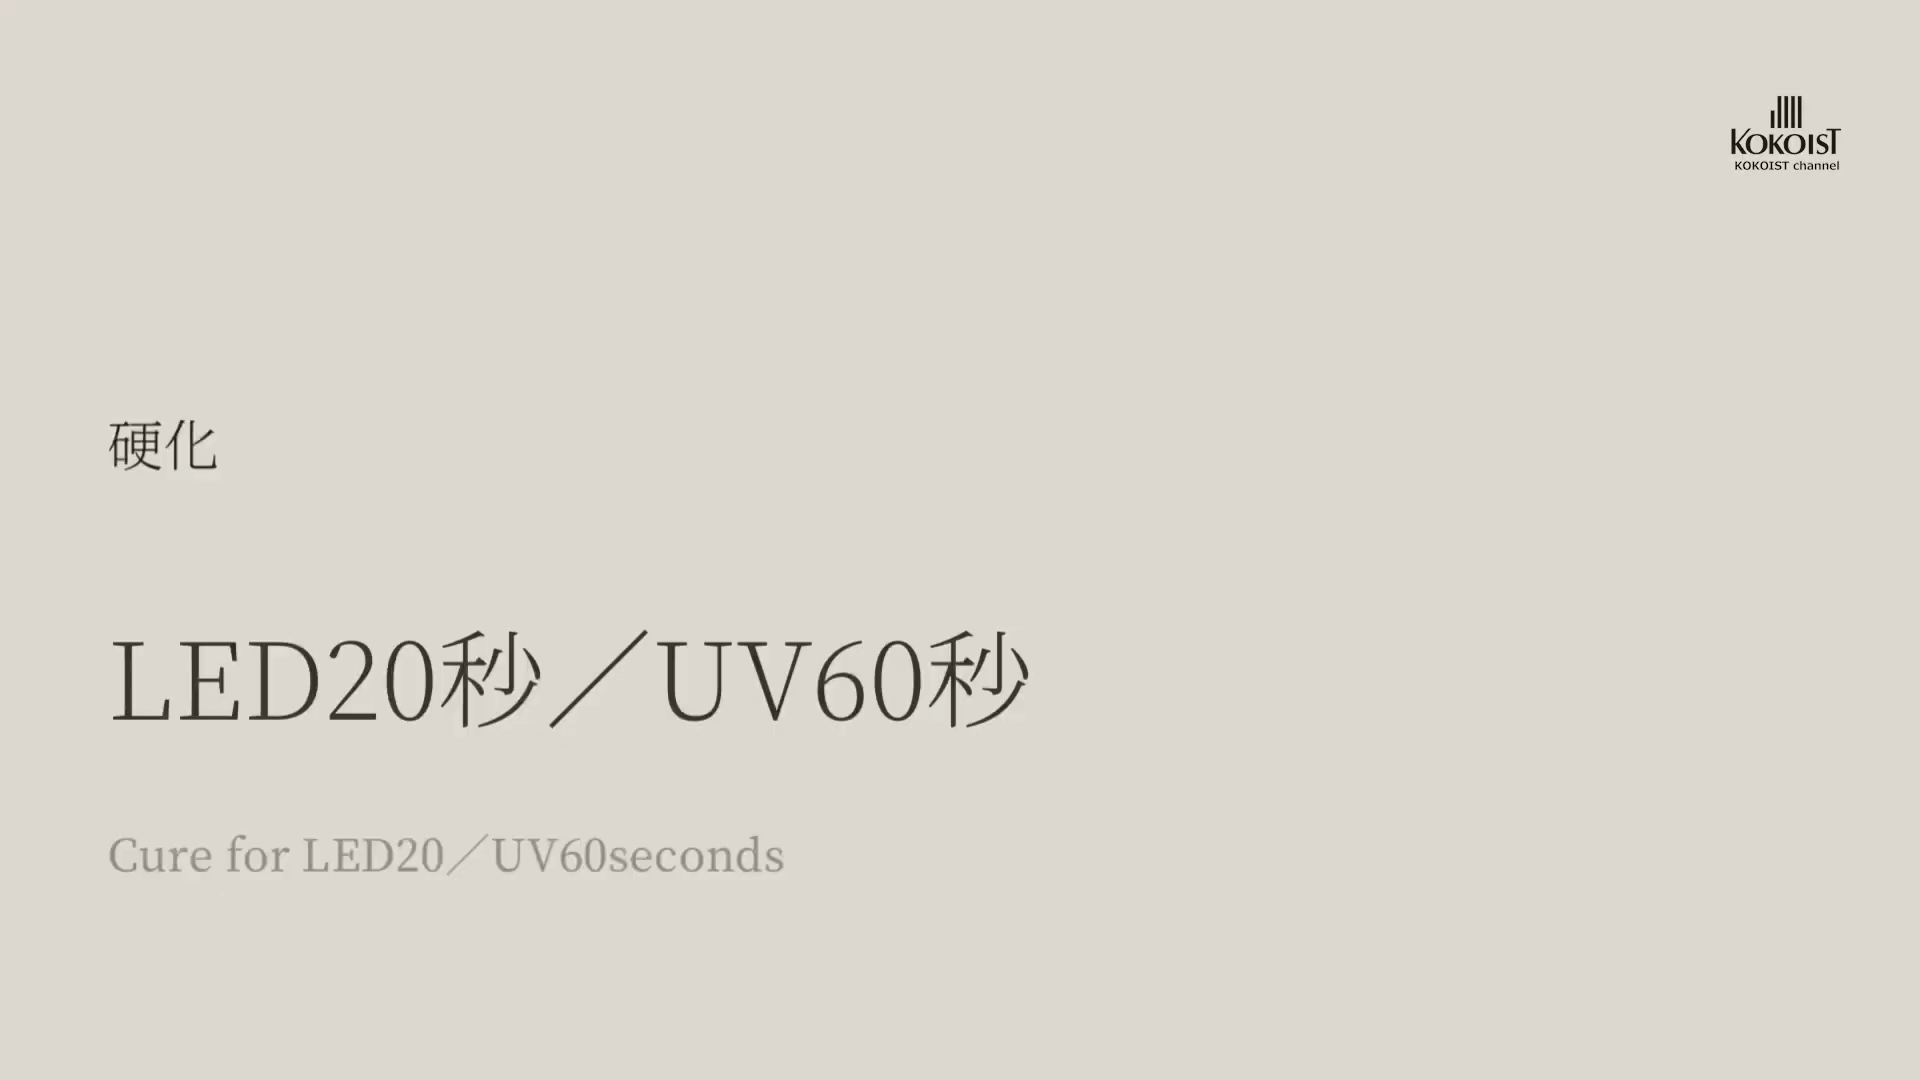 KOKOIST
KOKOIST channel
硬化
LED20秒／UV60秒
Cure for LED20／UV60seconds